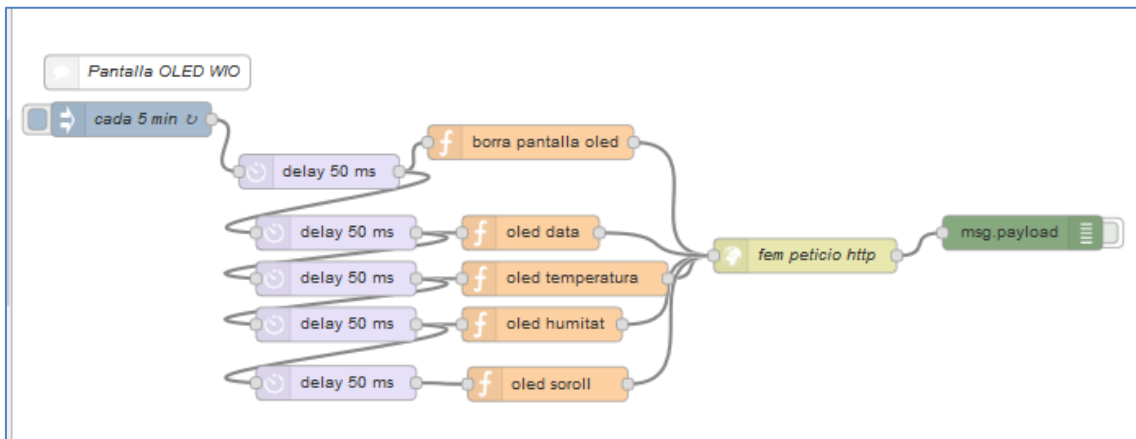 Pantalla OLED WIO
cada 5 min ↻
delay 50 ms
borra pantalla oled
delay 50 ms
oled data
delay 50 ms
oled temperatura
delay 50 ms
oled humitat
delay 50 ms
oled soroll
fem peticio http
msg.payload